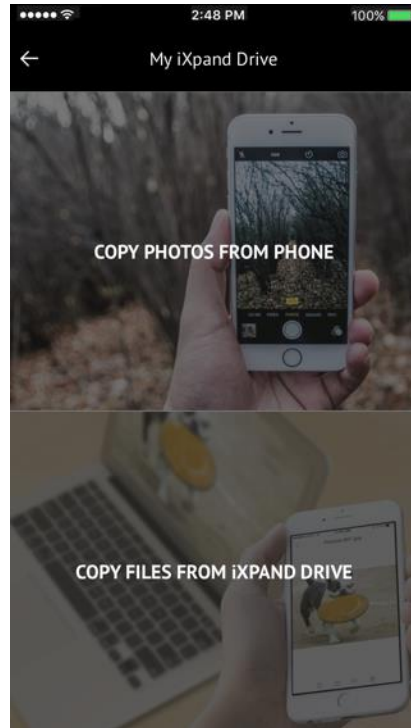 2:48 PM
100%
My iXpand Drive
COPY PHOTOS FROM PHONE
COPY FILES FROM iXPAND DRIVE